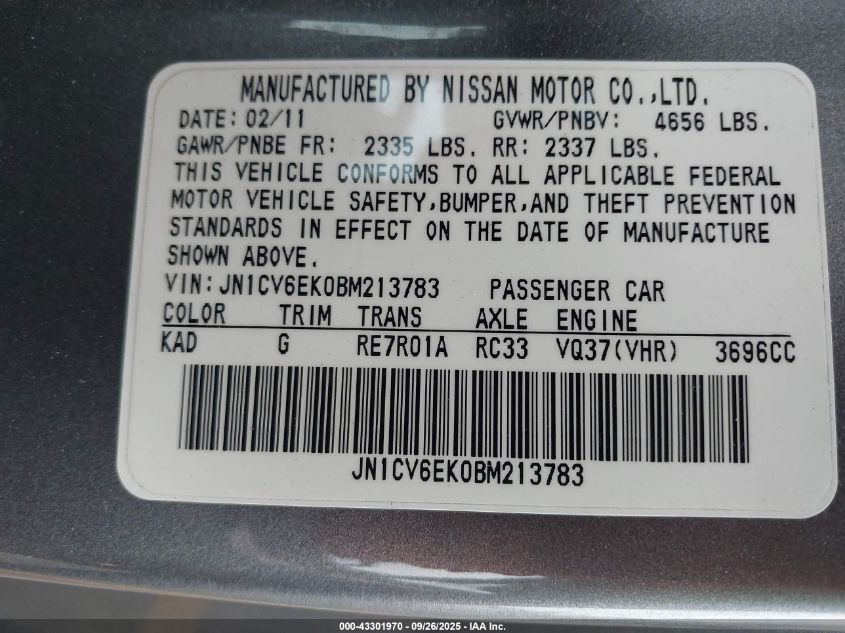 MANUFACTURED BY NISSAN MOTOR CO.,LTD.
DATE: 02/11 GVWR/PNBV: 4656 LBS.
GAWR/PNBE FR: 2335 LBS. RR: 2337 LBS.
THIS VEHICLE CONFORMS TO ALL APPLICABLE FEDERAL
MOTOR VEHICLE SAFETY,BUMPER,AND THEFT PREVENTION
STANDARDS IN EFFECT ON THE DATE OF MANUFACTURE
SHOWN ABOVE.
VIN: JN1CV6EK0BM213783 PASSENGER CAR
COLOR TRIM TRANS AXLE ENGINE
KAD G RE7R01A RC33 VQ37(VHR) 3696CC
JN1CV6EK0BM213783
000-43301970 - 09/26/2025 - IAA Inc.